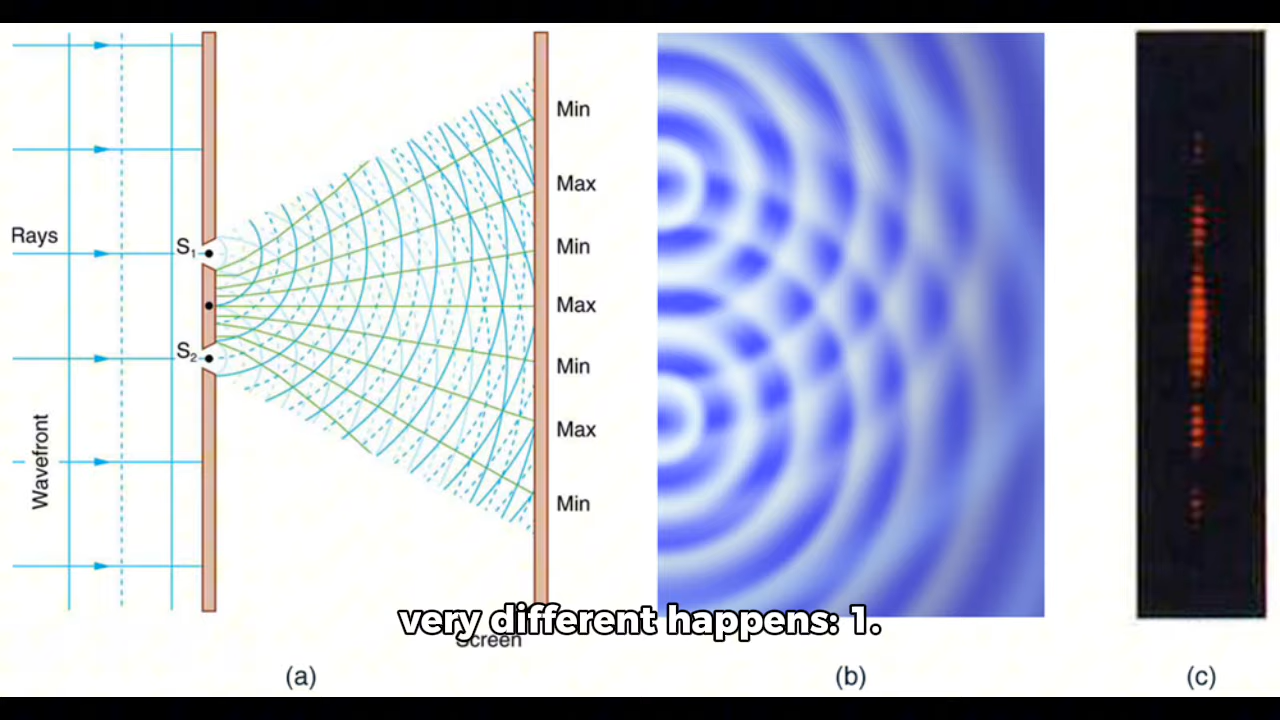 Rays
Wavefront
S1
S2
Min
Max
Min
Max
Min
Max
Min
Screen
very different happens: 1.
(a)
(b)
(c)